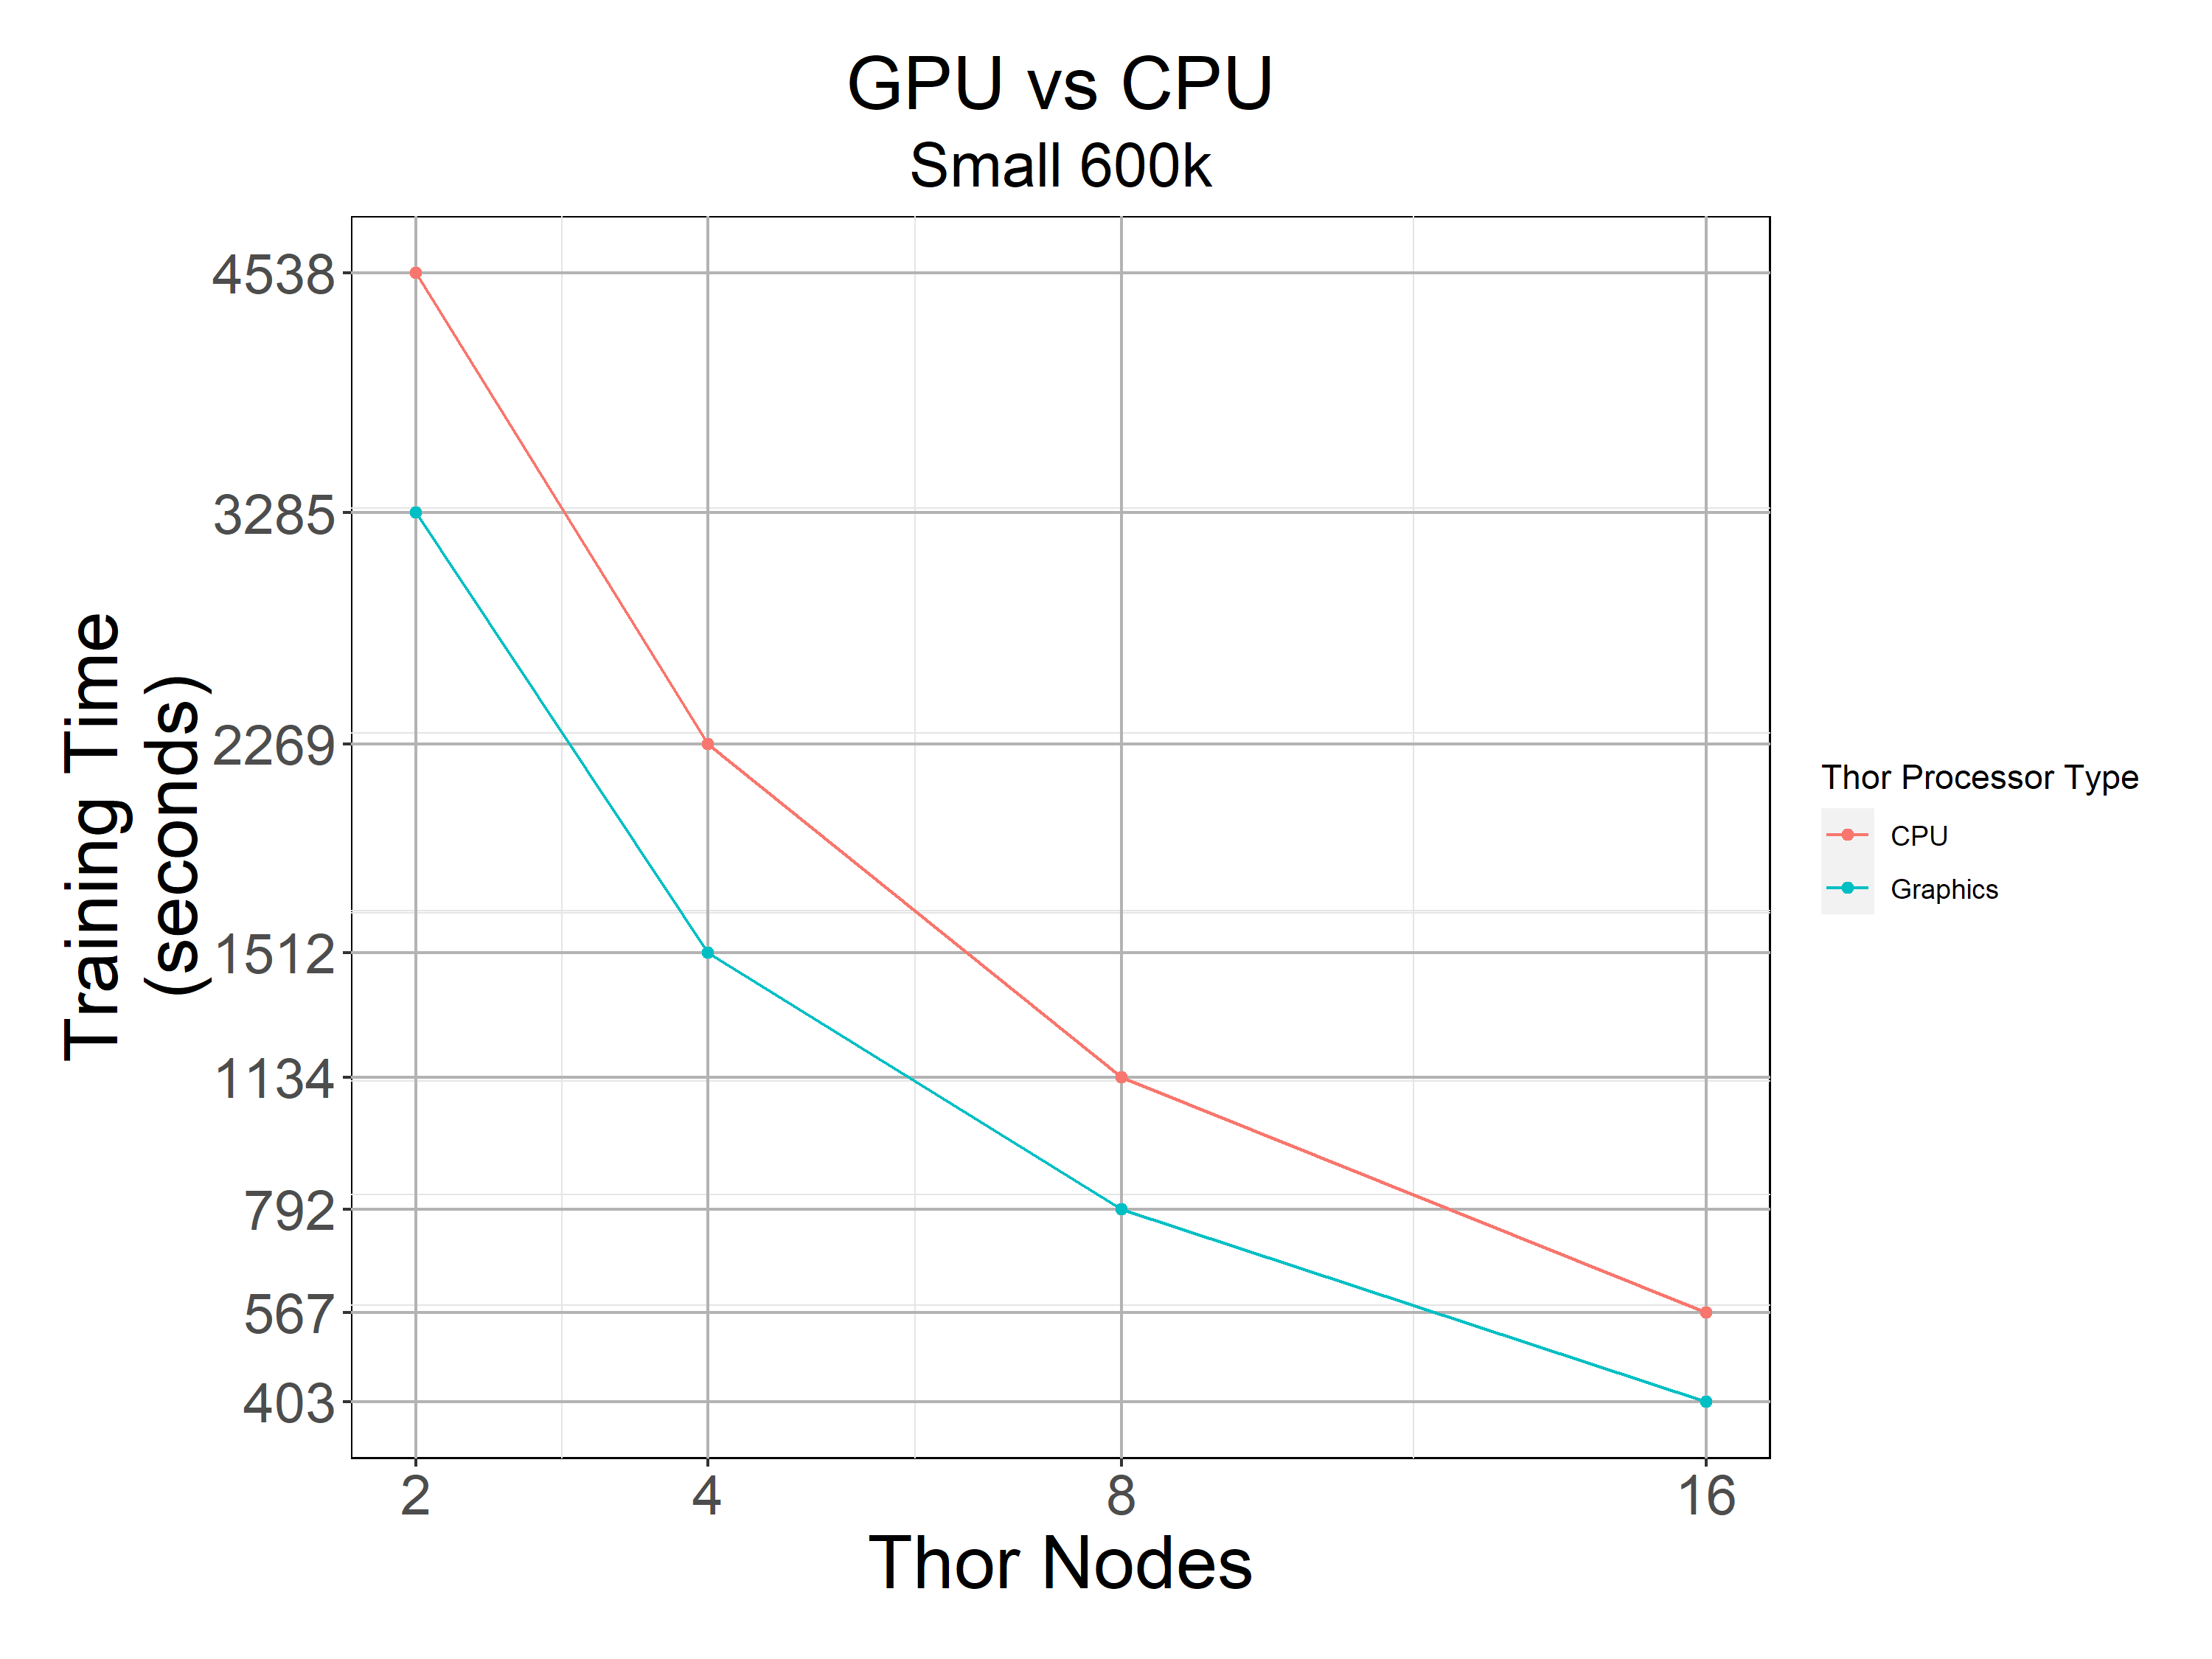 GPU vs CPU
Small 600k
Training Time
(seconds)
4538
3285
2269
1512
1134
792
567
403
2
4
8
16
Thor Nodes
Thor Processor Type
CPU
Graphics